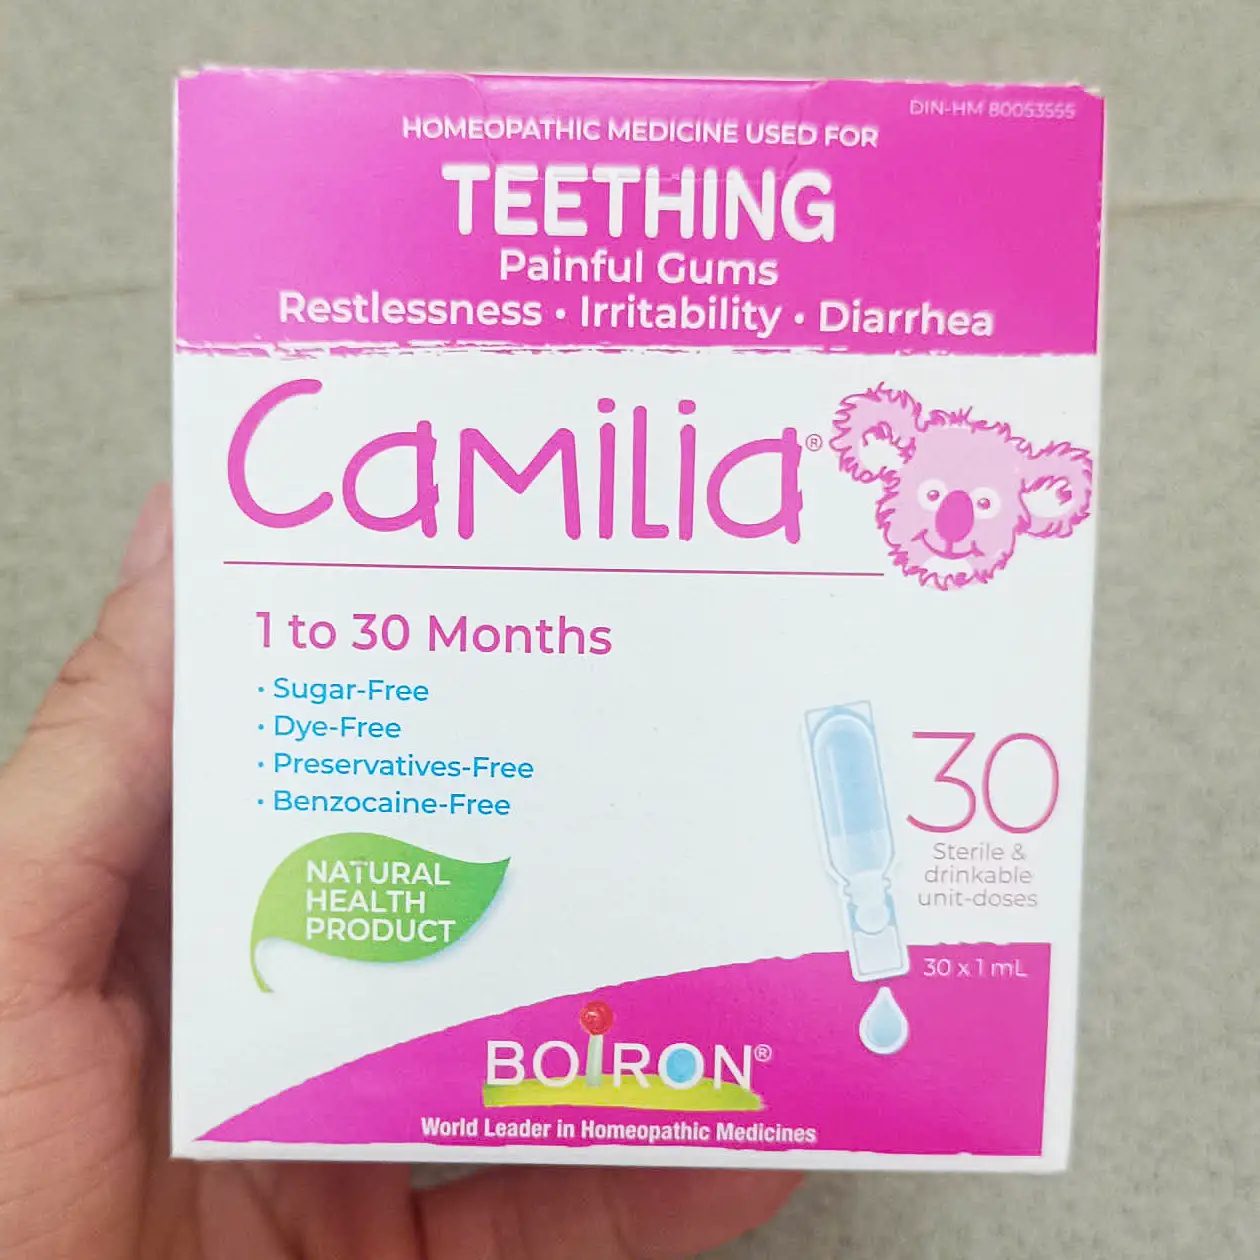 DIN-HM 80053555
HOMEOPATHIC MEDICINE USED FOR
TEETHING
Painful Gums
Restlessness • Irritability • Diarrhea
Camilia®
1 to 30 Months
• Sugar-Free
• Dye-Free
• Preservatives-Free
• Benzocaine-Free
NATURAL
HEALTH
PRODUCT
30
Sterile &
drinkable
unit-doses
30 x 1 mL
BOIRON®
World Leader in Homeopathic Medicines